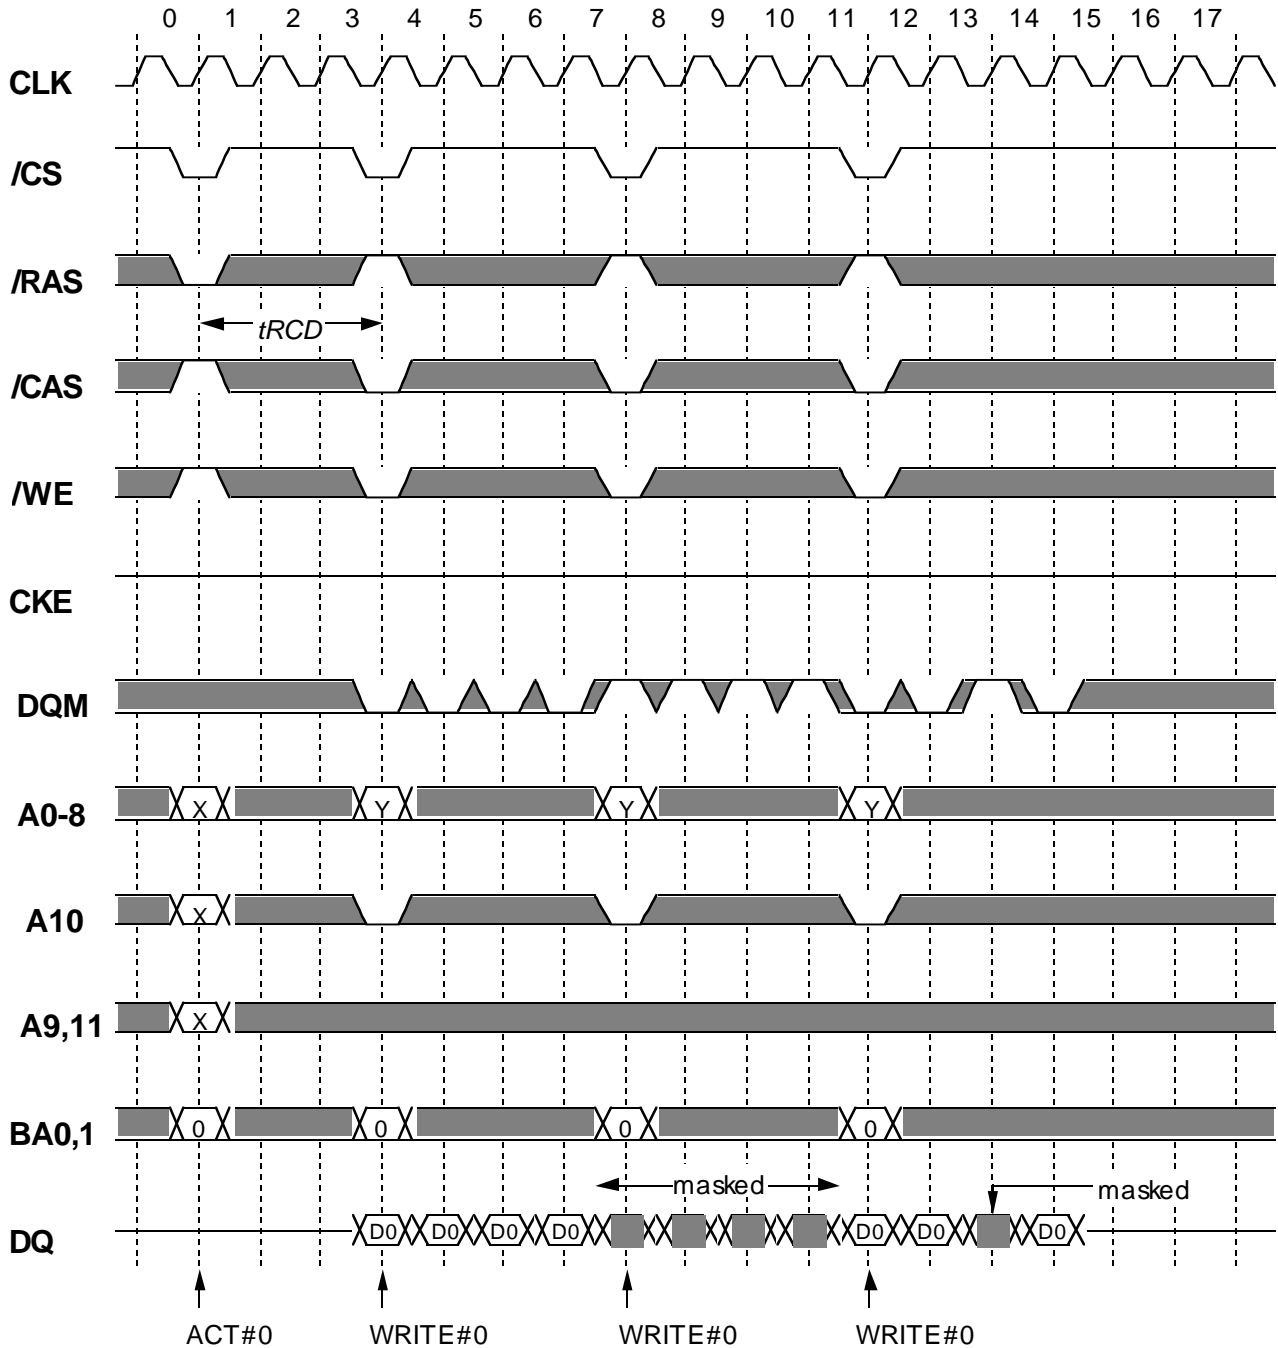 0 1 2 3 4 5 6 7 8 9 10 11 12 13 14 15 16 17
CLK
/CS
/RAS
tRCD
/CAS
/WE
CKE
DQM
A0-8 X Y Y Y
A10 X
A9,11 X
BA0,1 0 0 0 0
masked masked
DQ D0 D0 D0 D0 D0 D0 D0
ACT#0 WRITE#0 WRITE#0 WRITE#0